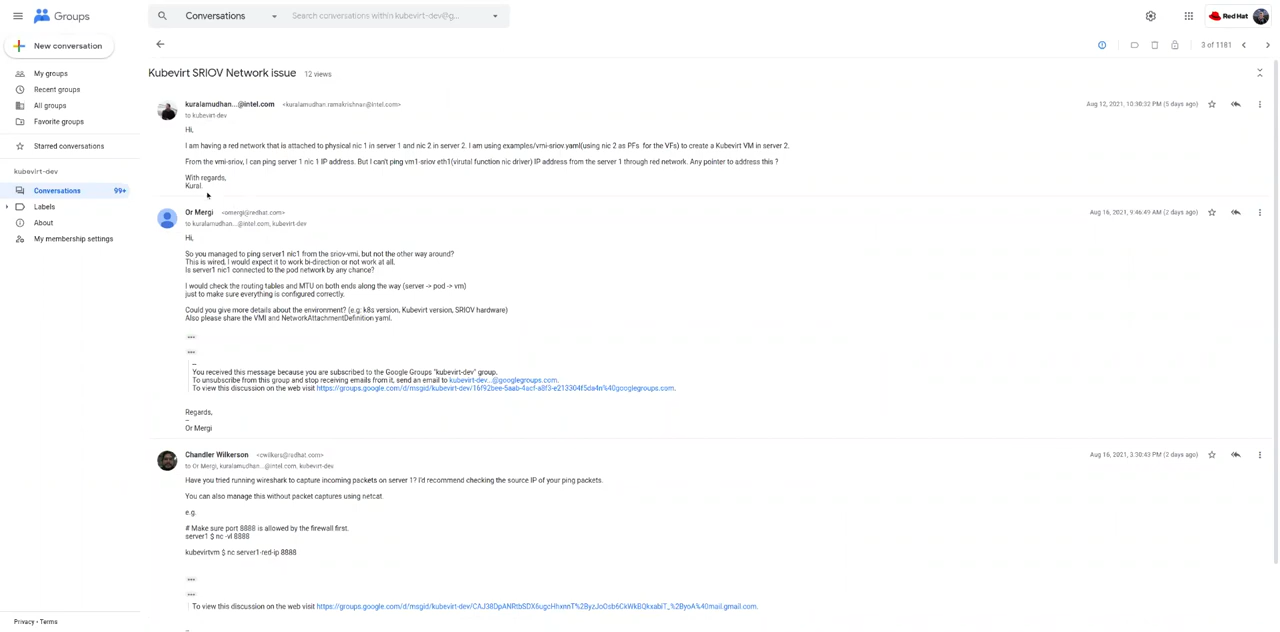 Groups
Conversations
Search conversations within kubevirt-dev@g...
Red Hat
New conversation
3 of 1181
My groups
Recent groups
All groups
Favorite groups
Starred conversations
kubevirt-dev
Conversations 99+
Labels
About
My membership settings
Privacy • Terms
Kubevirt SRIOV Network issue 12 views
kuralamudhan...@intel.com <kuralamudhan.ramakrishnan@intel.com> Aug 12, 2021, 10:30:32 PM (5 days ago)
to kubevirt-dev
Hi,
I am having a red network that is attached to physical nic 1 in server 1 and nic 2 in server 2. I am using examples/vmi-sriov.yaml(using nic 2 as PFs for the VFs) to create a Kubevirt VM in server 2.
From the vmi-sriov, I can ping server 1 nic 1 IP address. But I can't ping vm1-sriov eth1(virutal function nic driver) IP address from the server 1 through red network. Any pointer to address this ?
With regards,
Kural.
Or Mergi <omergi@redhat.com> Aug 16, 2021, 9:46:49 AM (2 days ago)
to kuralamudhan...@intel.com, kubevirt-dev
Hi,
So you managed to ping server1 nic1 from the sriov-vmi, but not the other way around?
This is wired, I would expect it to work bi-direction or not work at all.
Is server1 nic1 connected to the pod network by any chance?
I would check the routing tables and MTU on both ends along the way (server -> pod -> vm)
just to make sure everything is configured correctly.
Could you give more details about the environment? (e.g: k8s version, Kubevirt version, SRIOV hardware)
Also please share the VMI and NetworkAttachmentDefinition yaml.
•••
•••
--
You received this message because you are subscribed to the Google Groups "kubevirt-dev" group.
To unsubscribe from this group and stop receiving emails from it, send an email to kubevirt-dev...@googlegroups.com.
To view this discussion on the web visit
Regards,
--
Or Mergi
Chandler Wilkerson <cwilkers@redhat.com> Aug 16, 2021, 3:30:43 PM (2 days ago)
to Or Mergi, kuralamudhan...@intel.com, kubevirt-dev
Have you tried running wireshark to capture incoming packets on server 1? I'd recommend checking the source IP of your ping packets.
You can also manage this without packet captures using netcat.
e.g.
# Make sure port 8888 is allowed by the firewall first.
server1 $ nc -vl 8888
kubevirtvm $ nc server1-red-ip 8888
•••
•••
To view this discussion on the web visit
--